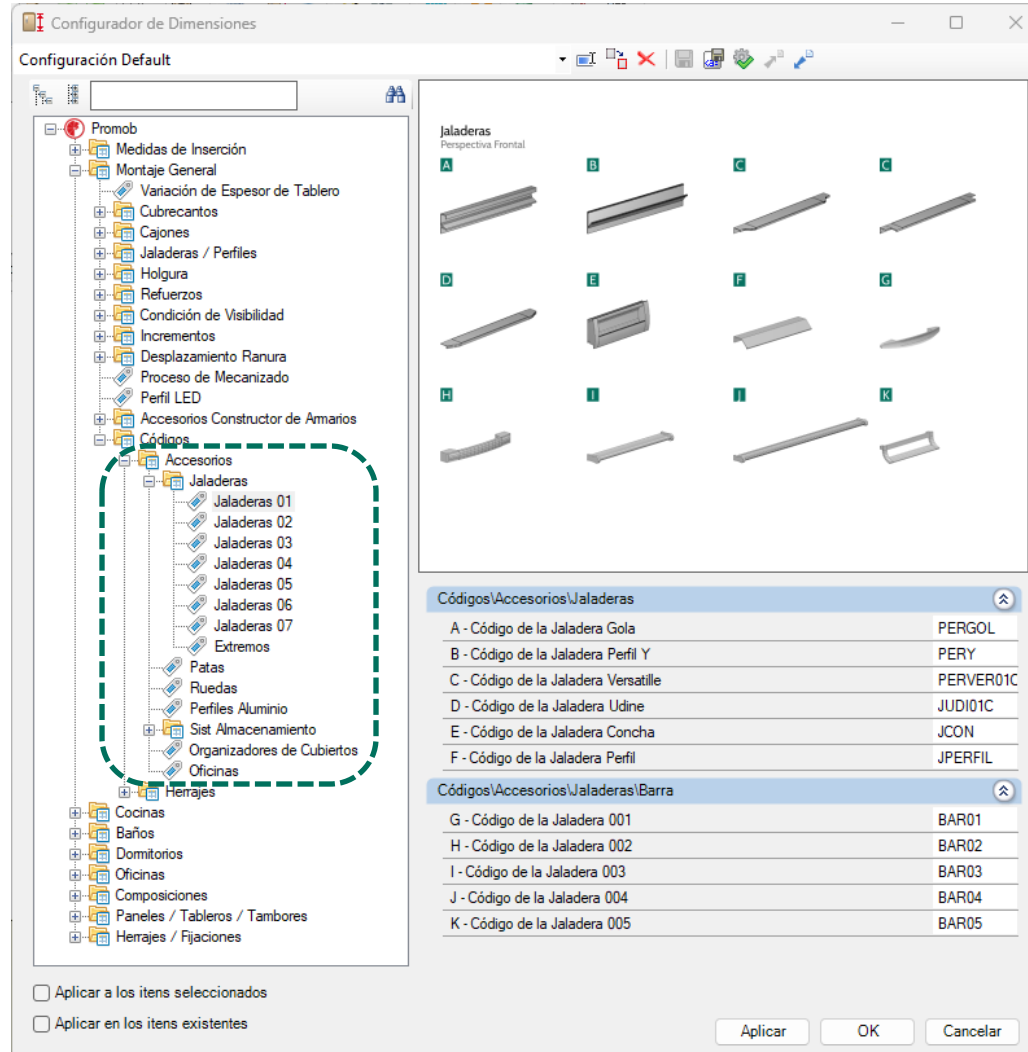 Configurador de Dimensiones
Configuración Default
Promob
Medidas de Inserción
Montaje General
Variación de Espesor de Tablero
Cubrecantos
Cajones
Jaladeras / Perfiles
Holgura
Refuerzos
Condición de Visibilidad
Incrementos
Desplazamiento Ranura
Proceso de Mecanizado
Perfil LED
Accesorios Constructor de Armarios
Códigos
Accesorios
Jaladeras
Jaladeras 01
Jaladeras 02
Jaladeras 03
Jaladeras 04
Jaladeras 05
Jaladeras 06
Jaladeras 07
Extremos
Patas
Ruedas
Perfiles Aluminio
Sist Almacenamiento
Organizadores de Cubiertos
Oficinas
Herrajes
Cocinas
Baños
Dormitorios
Oficinas
Composiciones
Paneles / Tableros / Tambores
Herrajes / Fijaciones
Jaladeras
Perspectiva Frontal
A B C C
D E F G
H I J K
Códigos\Accesorios\Jaladeras
A - Código de la Jaladera Gola PERGOL
B - Código de la Jaladera Perfil Y PERY
C - Código de la Jaladera Versatille PERVER01C
D - Código de la Jaladera Udine JUDI01C
E - Código de la Jaladera Concha JCON
F - Código de la Jaladera Perfil JPERFIL
Códigos\Accesorios\Jaladeras\Barra
G - Código de la Jaladera 001 BAR01
H - Código de la Jaladera 002 BAR02
I - Código de la Jaladera 003 BAR03
J - Código de la Jaladera 004 BAR04
K - Código de la Jaladera 005 BAR05
Aplicar a los itens seleccionados
Aplicar en los itens existentes
Aplicar OK Cancelar